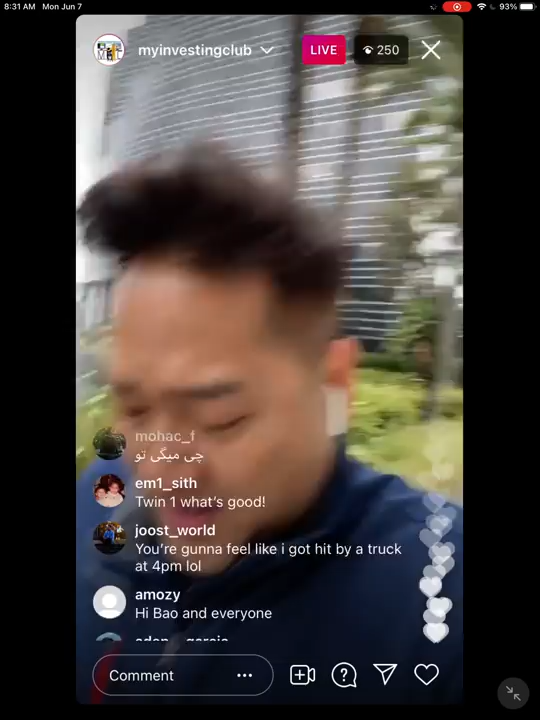 8:31 AM Mon Jun 7
93%
myinvestingclub
LIVE
250
mohac_f
چی میگی تو
em1_sith
Twin 1 what's good!
joost_world
You're gunna feel like i got hit by a truck
at 4pm lol
amozy
Hi Bao and everyone
Comment